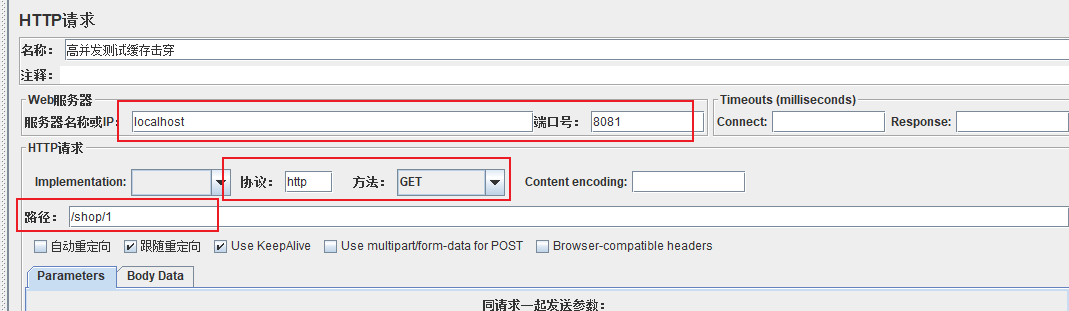 HTTP请求
名称： 高并发测试缓存击穿
注释：
Web服务器 Timeouts (milliseconds)
服务器名称或IP： localhost 端口号： 8081 Connect: Response:
HTTP请求
Implementation: 协议： http 方法： GET Content encoding:
路径： /shop/1
自动重定向 跟随重定向 Use KeepAlive Use multipart/form-data for POST Browser-compatible headers
Parameters Body Data
同请求一起发送参数：